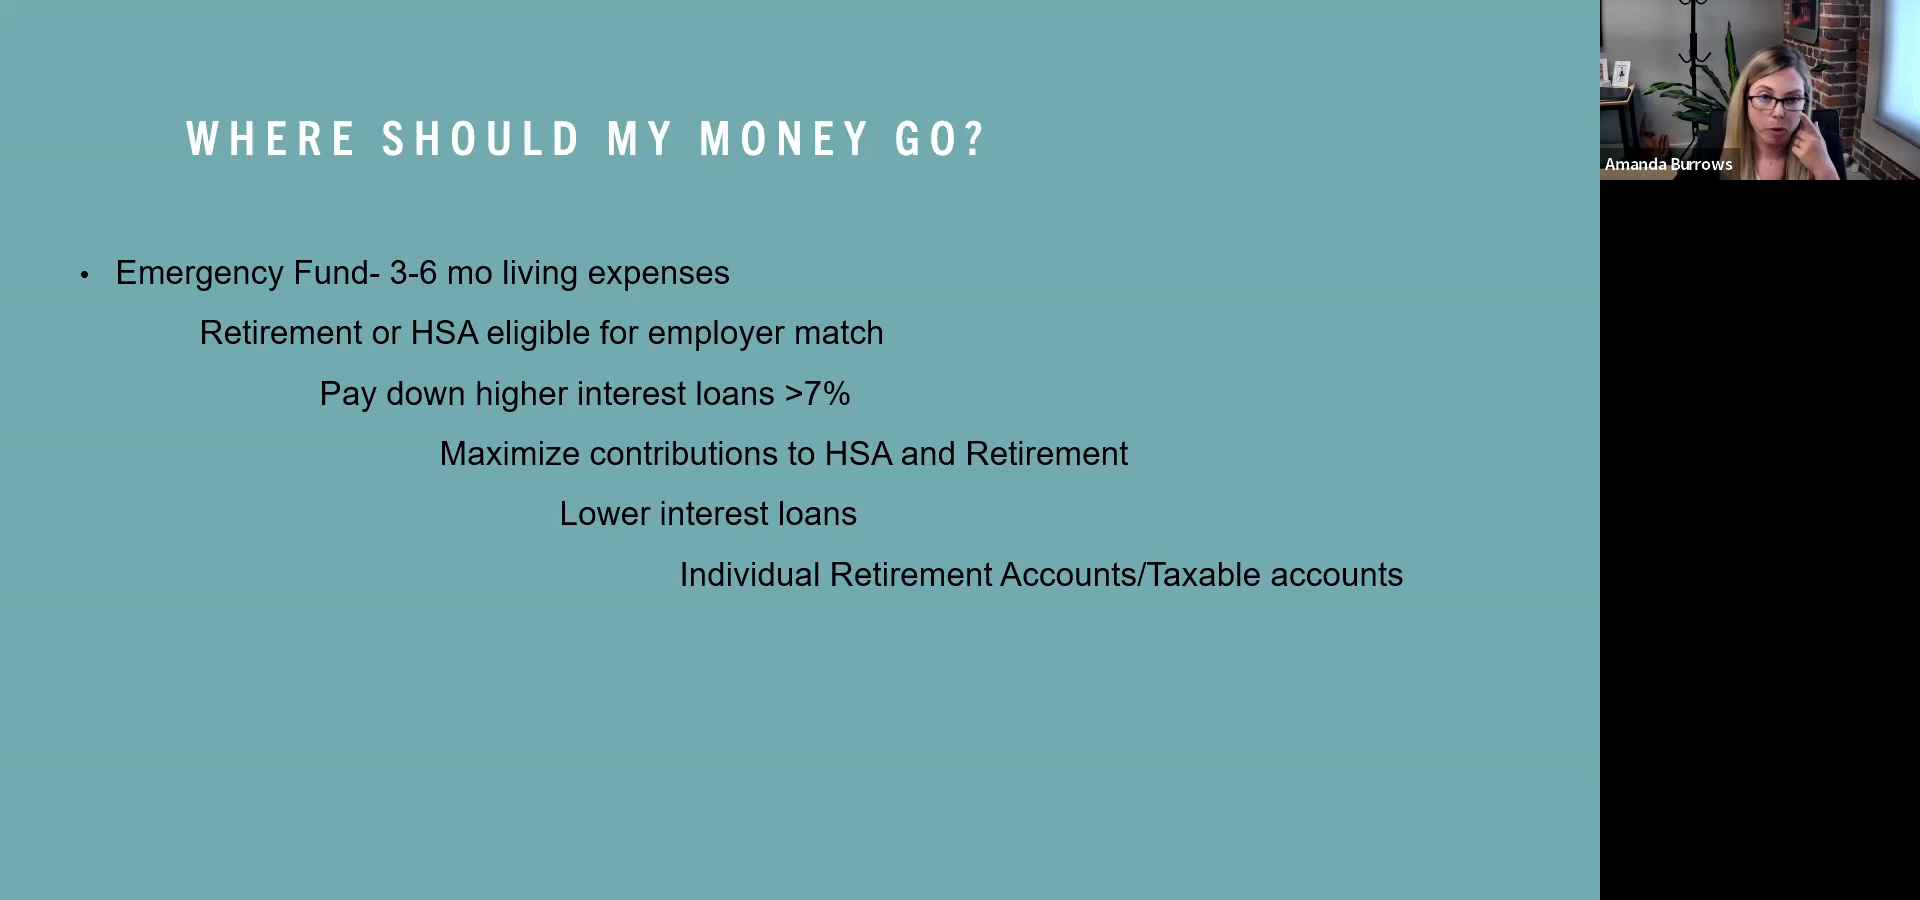 WHERE SHOULD MY MONEY GO?
• Emergency Fund- 3-6 mo living expenses
Retirement or HSA eligible for employer match
Pay down higher interest loans >7%
Maximize contributions to HSA and Retirement
Lower interest loans
Individual Retirement Accounts/Taxable accounts
Amanda Burrows